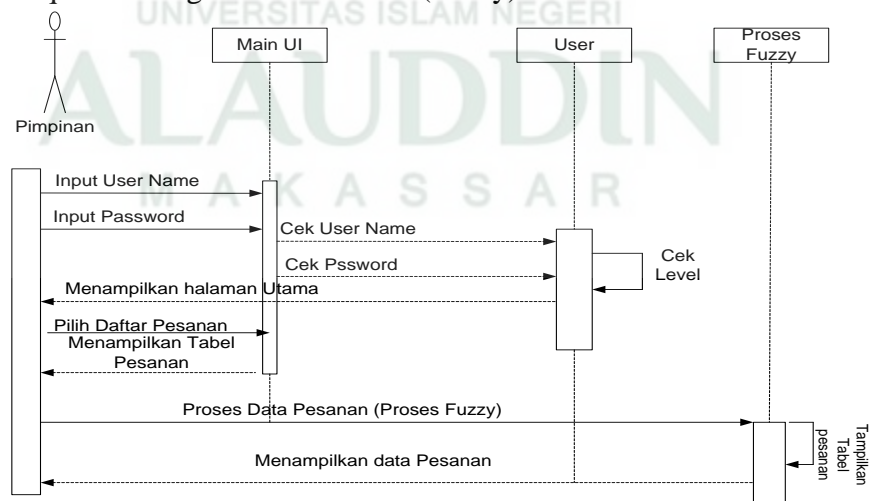 UNIVERSITAS ISLAM NEGERI
Main UI
User
Proses
Fuzzy
ALAUDDIN
Pimpinan
MAKASSAR
Input User Name
Input Password
Cek User Name
Cek Pssword
Cek
Level
Menampilkan halaman Utama
Pilih Daftar Pesanan
Menampilkan Tabel
Pesanan
Proses Data Pesanan (Proses Fuzzy)
Tampilkan
Tabel
pesanan
Menampilkan data Pesanan